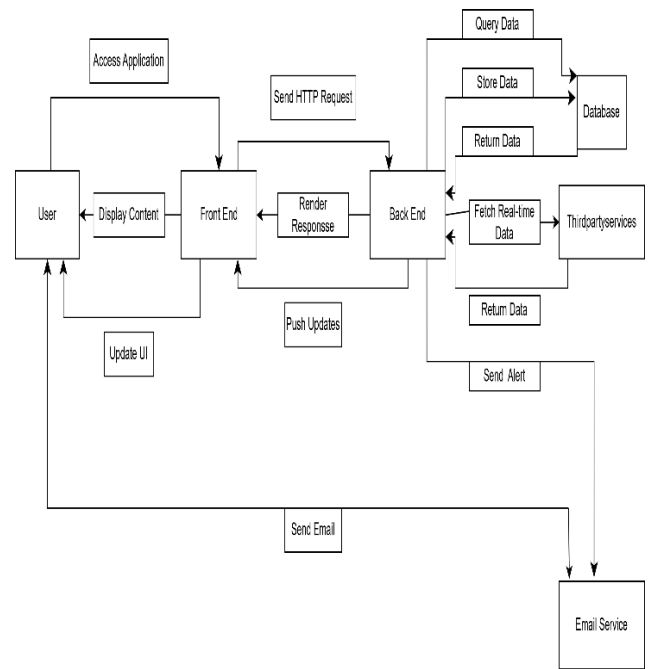 Query Data
Access Application
Send HTTP Request
Store Data
Database
Return Data
User
Display Content
Front End
Render
Responsse
Back End
Fetch Real-time
Data
Thirdpartyservices
Update UI
Push Updates
Return Data
Send Alert
Send Email
Email Service